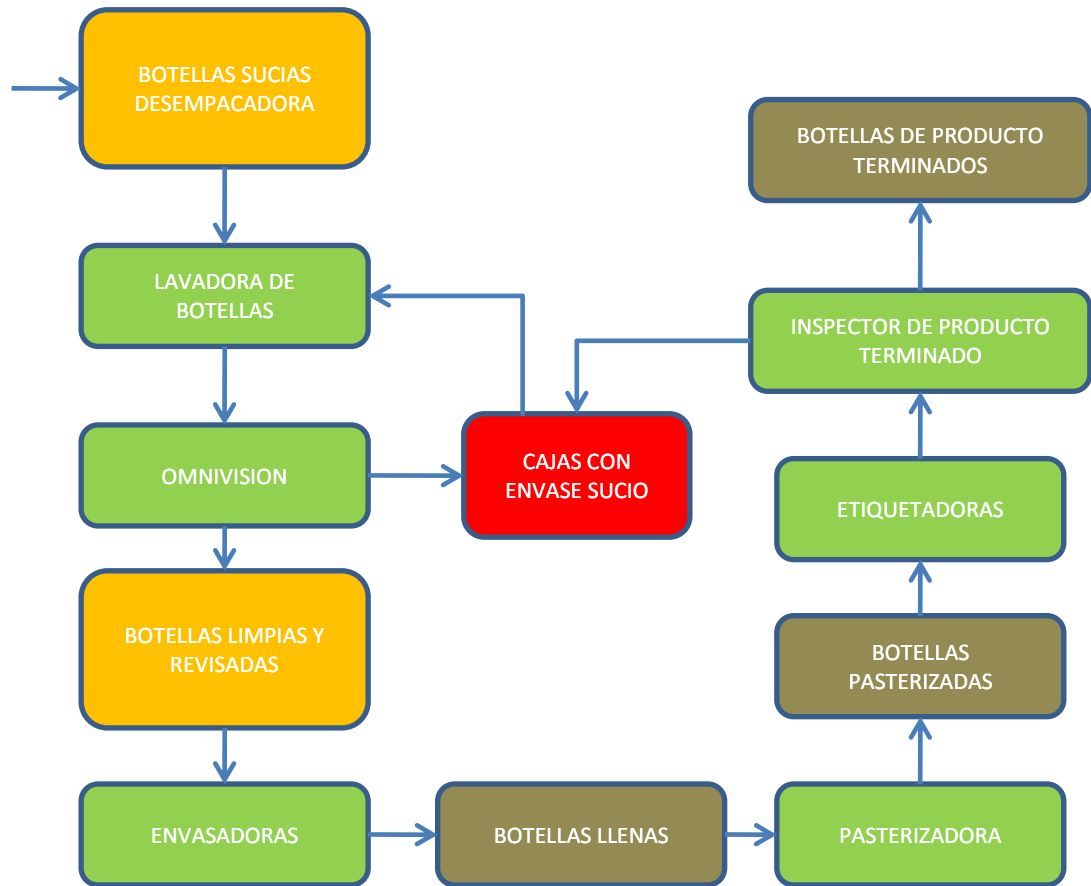 BOTELLAS SUCIAS
DESEMPACADORA
LAVADORA DE
BOTELLAS
OMNIVISION
CAJAS CON
ENVASE SUCIO
BOTELLAS LIMPIAS Y
REVISADAS
ENVASADORAS
BOTELLAS LLENAS
PASTERIZADORA
BOTELLAS
PASTERIZADAS
ETIQUETADORAS
INSPECTOR DE PRODUCTO
TERMINADO
BOTELLAS DE PRODUCTO
TERMINADOS